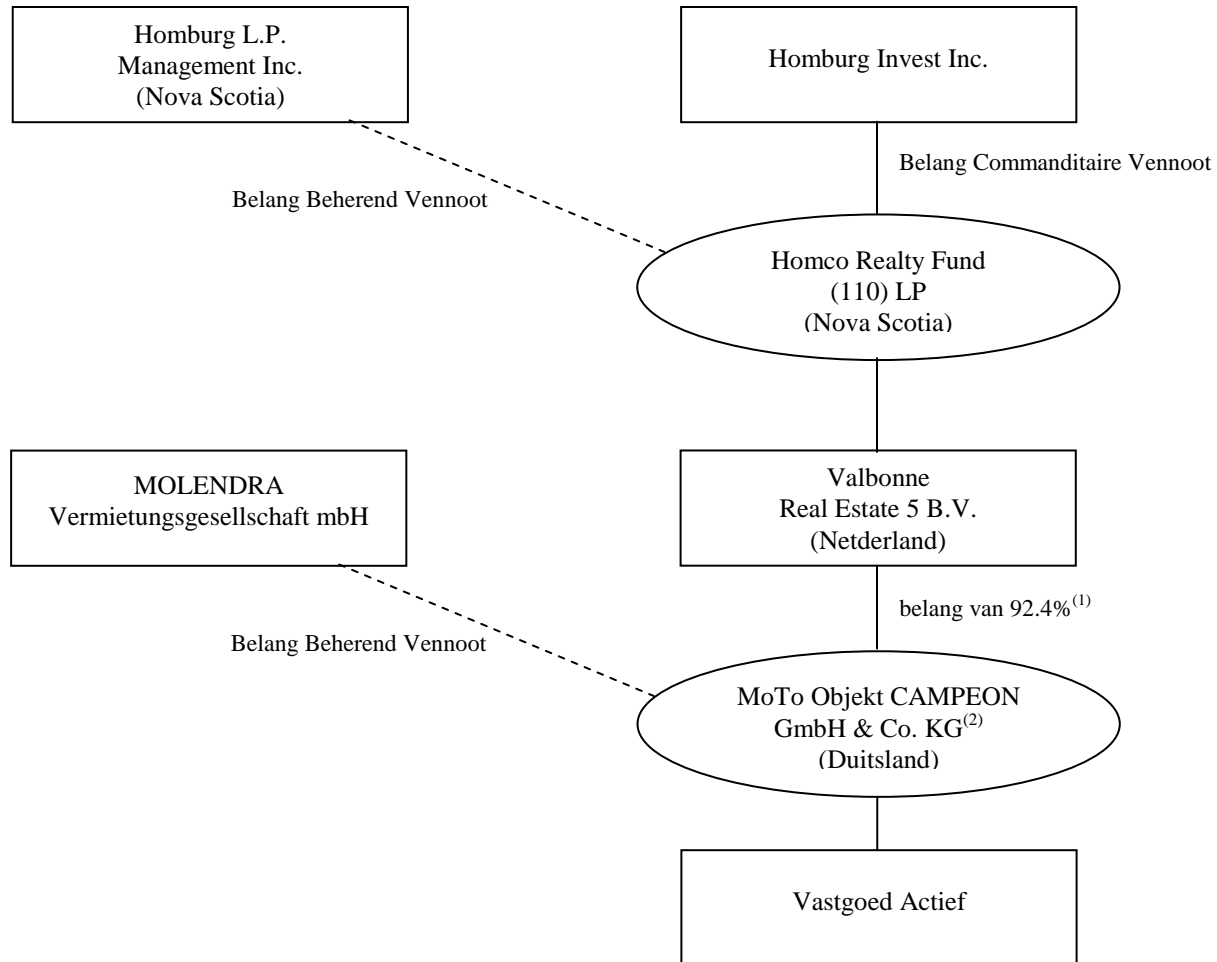 Homburg L.P.
Management Inc.
(Nova Scotia)
Homburg Invest Inc.
Belang Commanditaire Vennoot
Belang Beherend Vennoot
Homco Realty Fund
(110) LP
(Nova Scotia)
MOLENDRA
Vermietungsgesellschaft mbH
Valbonne
Real Estate 5 B.V.
(Netderland)
belang van 92.4%(1)
Belang Beherend Vennoot
MoTo Objekt CAMPEON
GmbH & Co. KG(2)
(Duitsland)
Vastgoed Actief